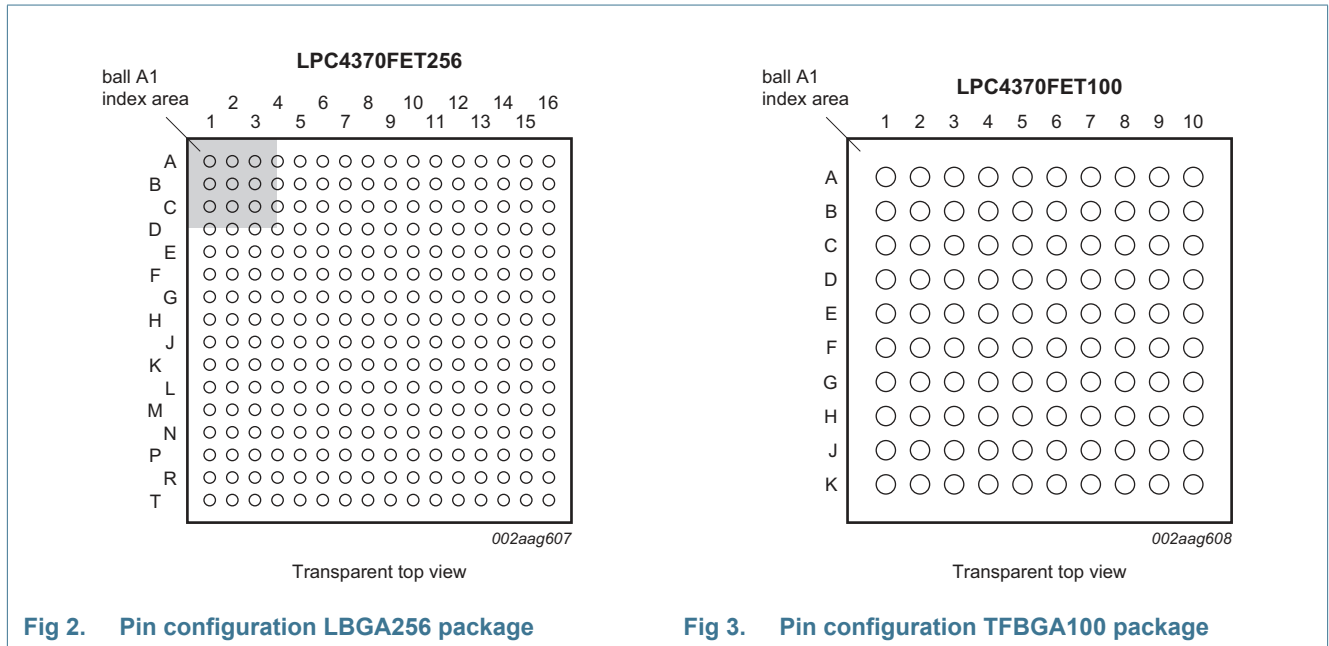 LPC4370FET256
ball A1
index area
2 4 6 8 10 12 14 16
1 3 5 7 9 11 13 15
A
B
C
D
E
F
G
H
J
K
L
M
N
P
R
T
002aag607
Transparent top view
Fig 2. Pin configuration LBGA256 package
LPC4370FET100
ball A1
index area
1 2 3 4 5 6 7 8 9 10
A
B
C
D
E
F
G
H
J
K
002aag608
Transparent top view
Fig 3. Pin configuration TFBGA100 package